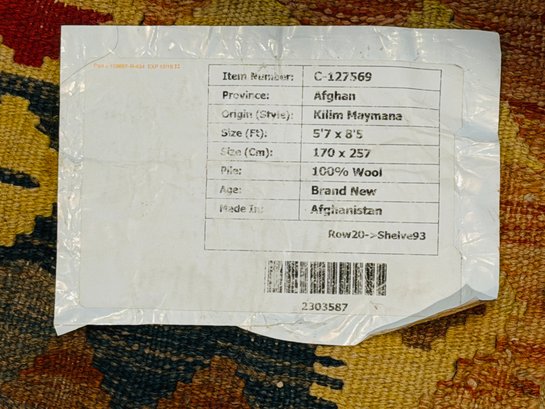 Item Number: C-127569
Province: Afghan
Origin (Style): Kilim Maymana
Size (Ft): 5'7 x 8'5
Size (Cm): 170 x 257
Pile: 100% Wool
Age: Brand New
Made In: Afghanistan
Row20->Shelve93
2303587